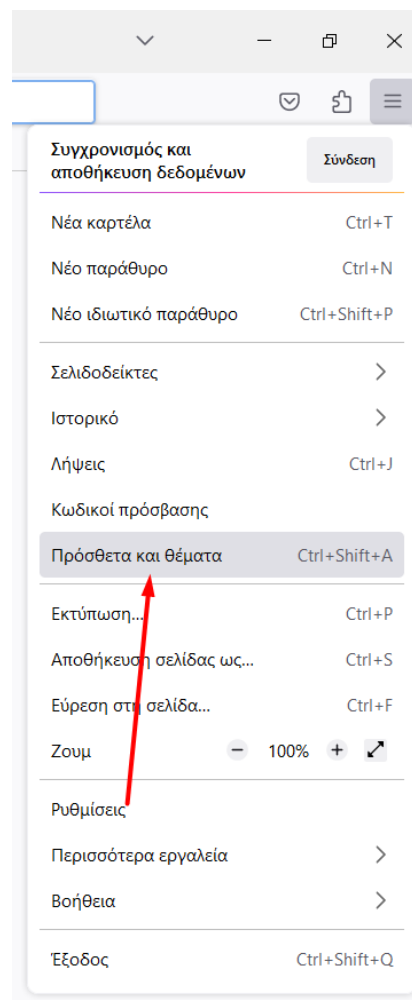 Συγχρονισμός και
αποθήκευση δεδομένων
Σύνδεση
Νέα καρτέλα Ctrl+T
Νέο παράθυρο Ctrl+N
Νέο ιδιωτικό παράθυρο Ctrl+Shift+P
Σελιδοδείκτες
Ιστορικό
Λήψεις Ctrl+J
Κωδικοί πρόσβασης
Πρόσθετα και θέματα Ctrl+Shift+A
Εκτύπωση... Ctrl+P
Αποθήκευση σελίδας ως... Ctrl+S
Εύρεση στη σελίδα... Ctrl+F
Ζουμ − 100% +
Ρυθμίσεις
Περισσότερα εργαλεία
Βοήθεια
Έξοδος Ctrl+Shift+Q